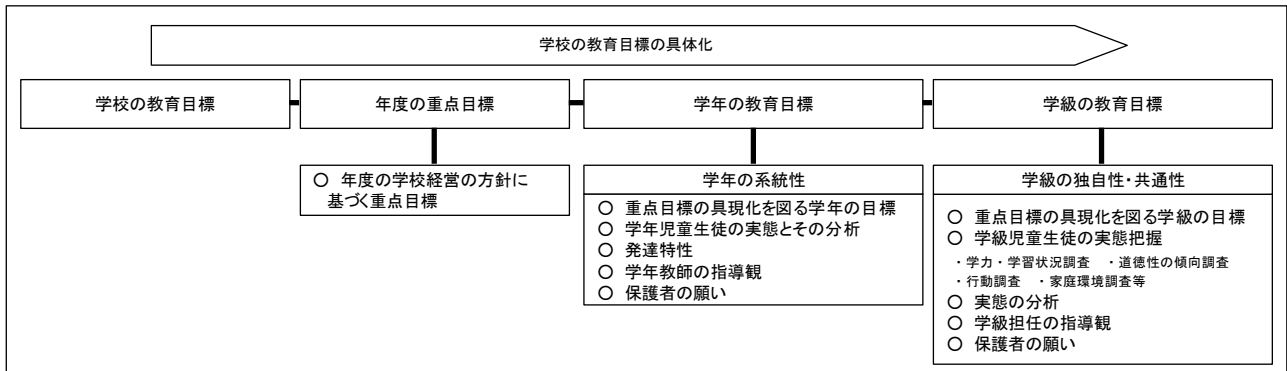 学校の教育目標の具体化
学校の教育目標
年度の重点目標
学年の教育目標
学級の教育目標
○ 年度の学校経営の方針に
基づく重点目標
学年の系統性
○ 重点目標の具現化を図る学年の目標
○ 学年児童生徒の実態とその分析
○ 発達特性
○ 学年教師の指導観
○ 保護者の願い
学級の独自性・共通性
○ 重点目標の具現化を図る学級の目標
○ 学級児童生徒の実態把握
・学力・学習状況調査 ・道徳性の傾向調査
・行動調査 ・家庭環境調査等
○ 実態の分析
○ 学級担任の指導観
○ 保護者の願い